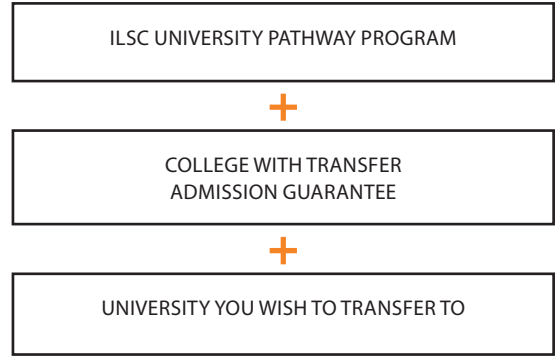 ILSC UNIVERSITY PATHWAY PROGRAM
+
COLLEGE WITH TRANSFER
ADMISSION GUARANTEE
+
UNIVERSITY YOU WISH TO TRANSFER TO